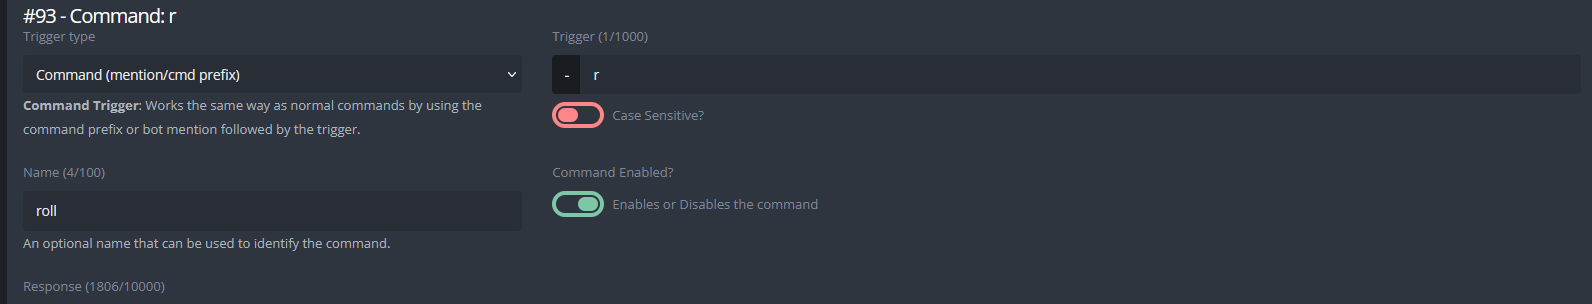 #93 - Command: r
Trigger type
Trigger (1/1000)
Command (mention/cmd prefix)
- r
Command Trigger: Works the same way as normal commands by using the
command prefix or bot mention followed by the trigger.
Case Sensitive?
Name (4/100)
Command Enabled?
roll
Enables or Disables the command
An optional name that can be used to identify the command.
Response (1806/10000)